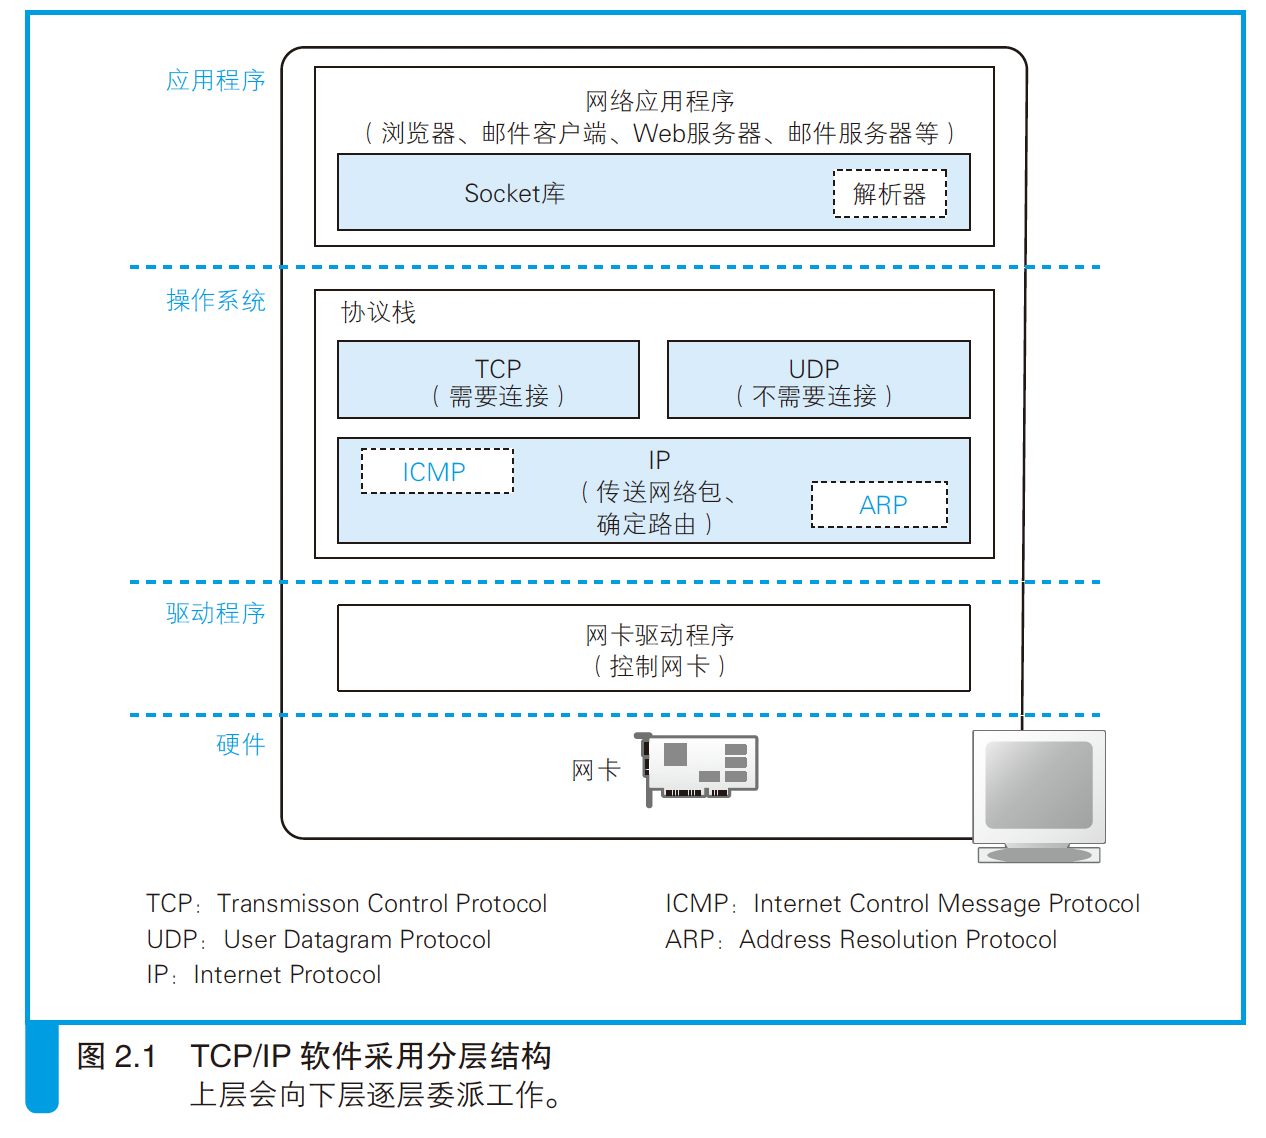 应用程序
网络应用程序
（浏览器、邮件客户端、Web服务器、邮件服务器等）
Socket库
解析器
操作系统
协议栈
TCP
（需要连接）
UDP
（不需要连接）
ICMP
IP
（传送网络包、
确定路由）
ARP
驱动程序
网卡驱动程序
（控制网卡）
硬件
网卡
TCP：Transmisson Control Protocol
UDP：User Datagram Protocol
IP：Internet Protocol
ICMP：Internet Control Message Protocol
ARP：Address Resolution Protocol
图 2.1 TCP/IP 软件采用分层结构
上层会向下层逐层委派工作。